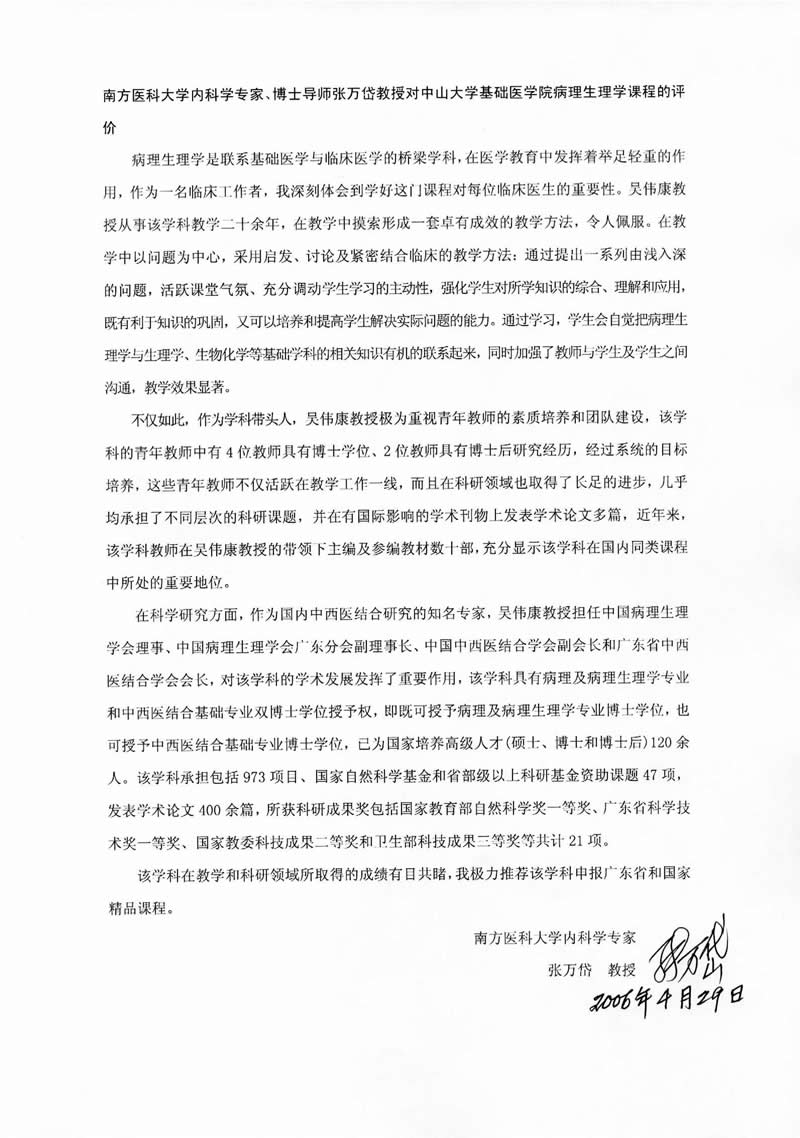 南方医科大学内科学专家、博士导师张万岱教授对中山大学基础医学院病理生理学课程的评
价
病理生理学是联系基础医学与临床医学的桥梁学科，在医学教育中发挥着举足轻重的作
用，作为一名临床工作者，我深刻体会到学好这门课程对每位临床医生的重要性。吴伟康教
授从事该学科教学二十余年，在教学中摸索形成一套卓有成效的教学方法，令人佩服。在教
学中以问题为中心，采用启发、讨论及紧密结合临床的教学方法：通过提出一系列由浅入深
的问题，活跃课堂气氛、充分调动学生学习的主动性，强化学生对所学知识的综合、理解和应用，
既有利于知识的巩固，又可以培养和提高学生解决实际问题的能力。通过学习，学生会自觉把病理生
理学与生理学、生物化学等基础学科的相关知识有机的联系起来，同时加强了教师与学生及学生之间
沟通，教学效果显著。
不仅如此，作为学科带头人，吴伟康教授极为重视青年教师的素质培养和团队建设，该学
科的青年教师中有 4 位教师具有博士学位、2 位教师具有博士后研究经历，经过系统的目标
培养，这些青年教师不仅活跃在教学工作一线，而且在科研领域也取得了长足的进步，几乎
均承担了不同层次的科研课题，并在有国际影响的学术刊物上发表学术论文多篇，近年来，
该学科教师在吴伟康教授的带领下主编及参编教材数十部，充分显示该学科在国内同类课程
中所处的重要地位。
在科学研究方面，作为国内中西医结合研究的知名专家，吴伟康教授担任中国病理生理
学会理事、中国病理生理学会广东分会副理事长、中国中西医结合学会副会长和广东省中西
医结合学会会长，对该学科的学术发展发挥了重要作用，该学科具有病理及病理生理学专业
和中西医结合基础专业双博士学位授予权，即既可授予病理及病理生理学专业博士学位，也
可授予中西医结合基础专业博士学位，已为国家培养高级人才(硕士、博士和博士后)120 余
人。该学科承担包括 973 项目、国家自然科学基金和省部级以上科研基金资助课题 47 项，
发表学术论文 400 余篇，所获科研成果奖包括国家教育部自然科学奖一等奖、广东省科学技
术奖一等奖、国家教委科技成果二等奖和卫生部科技成果三等奖等共计 21 项。
该学科在教学和科研领域所取得的成绩有目共睹，我极力推荐该学科申报广东省和国家
精品课程。
南方医科大学内科学专家
张万岱 教授 张万岱
2006年4月29日